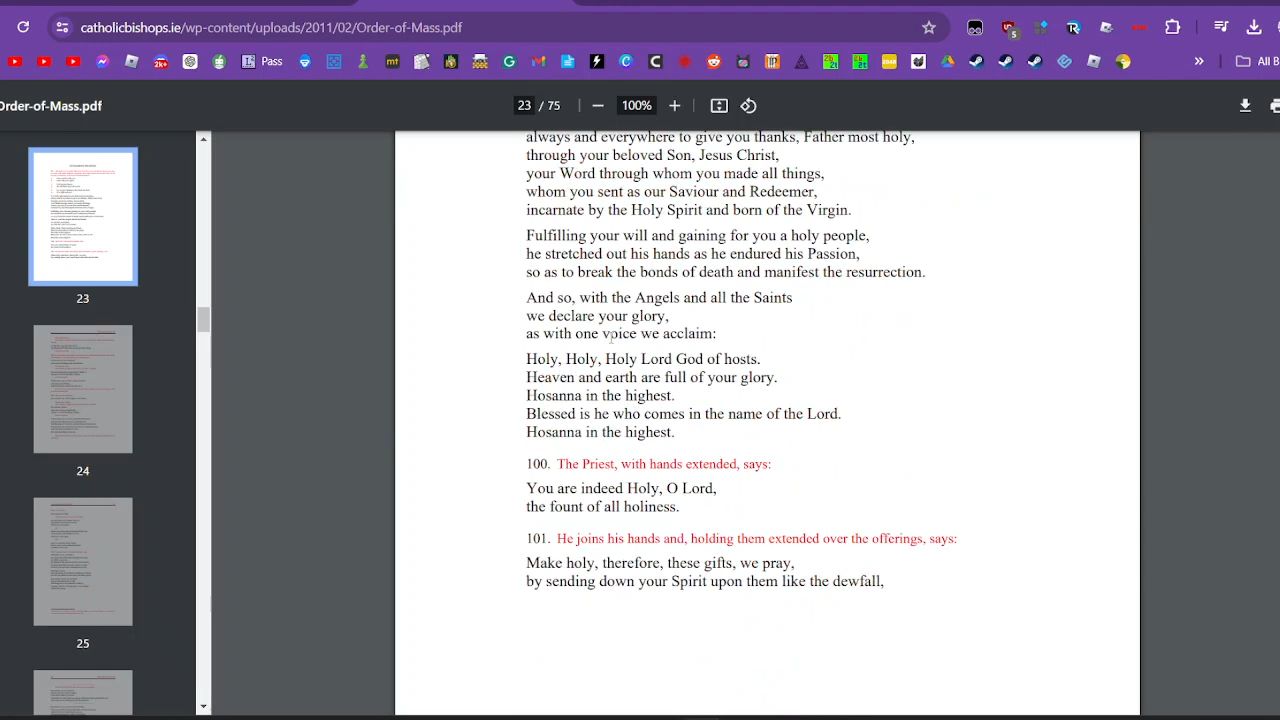 catholicbishops.ie/wp-content/uploads/2011/02/Order-of-Mass.pdf
5
2K+
Pass
mt
All B
Order-of-Mass.pdf
23 / 75
100%
always and everywhere to give you thanks, Father most holy,
through your beloved Son, Jesus Christ,
your Word through whom you made all things,
whom you sent as our Saviour and Redeemer,
incarnate by the Holy Spirit and born of the Virgin.
Fulfilling your will and gaining for you a holy people,
he stretched out his hands as he endured his Passion,
so as to break the bonds of death and manifest the resurrection.
And so, with the Angels and all the Saints
we declare your glory,
as with one voice we acclaim:
Holy, Holy, Holy Lord God of hosts.
Heaven and earth are full of your glory.
Hosanna in the highest.
Blessed is he who comes in the name of the Lord.
Hosanna in the highest.
100. The Priest, with hands extended, says:
You are indeed Holy, O Lord,
the fount of all holiness.
101. He joins his hands and, holding them extended over the offerings, says:
Make holy, therefore, these gifts, we pray,
by sending down your Spirit upon them like the dewfall,
23
24
25